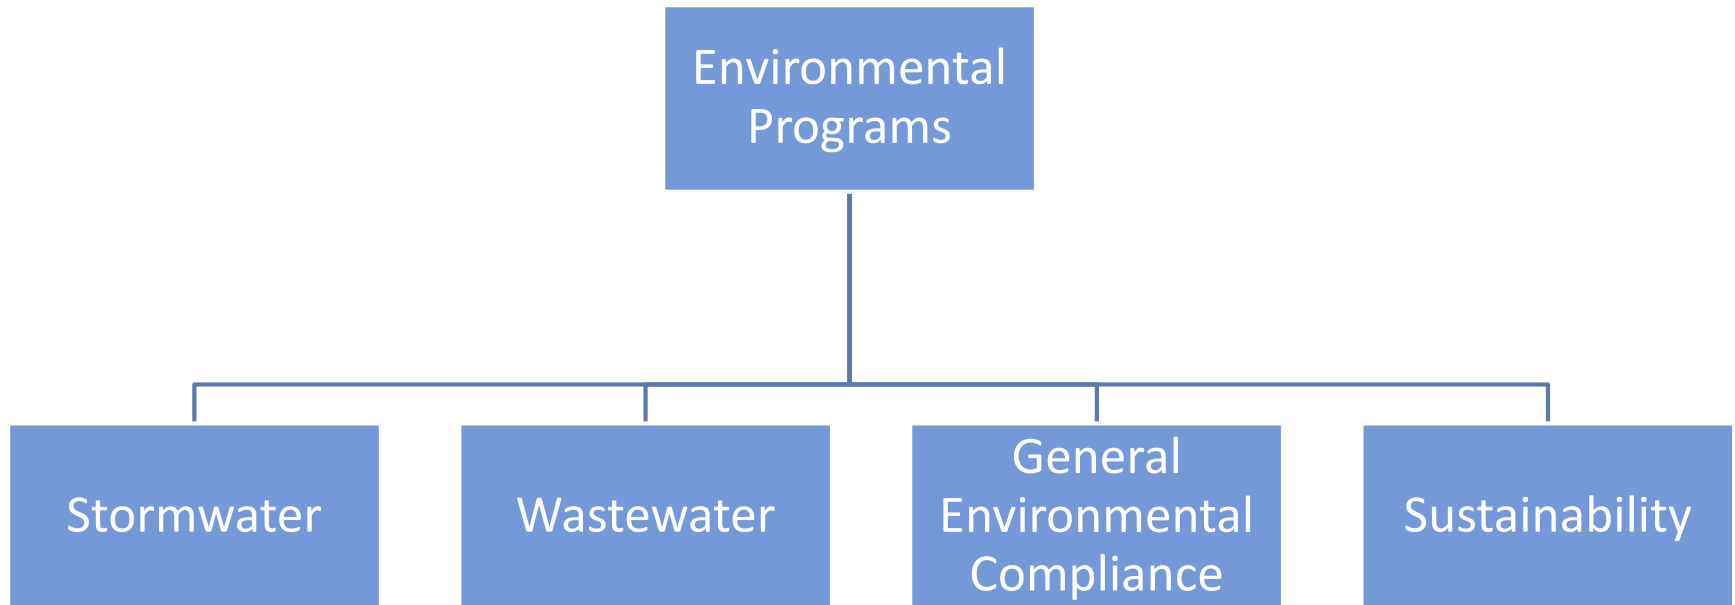 Environmental
Programs
Stormwater
Wastewater
General
Environmental
Compliance
Sustainability